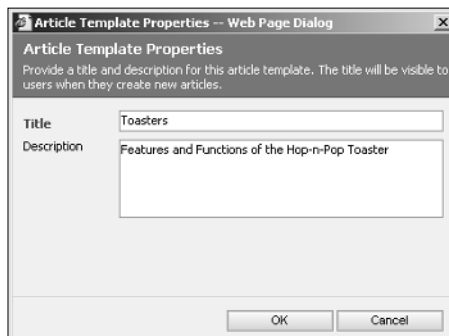 Article Template Properties -- Web Page Dialog
Article Template Properties
Provide a title and description for this article template. The title will be visible to
users when they create new articles.
Title
Toasters
Description
Features and Functions of the Hop-n-Pop Toaster
OK
Cancel